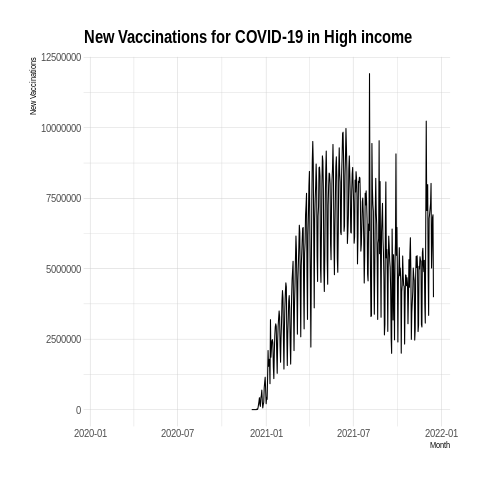 New Vaccinations for COVID-19 in High income
New Vaccinations
12500000
10000000
7500000
5000000
2500000
0
2020-01 2020-07 2021-01 2021-07 2022-01
Month